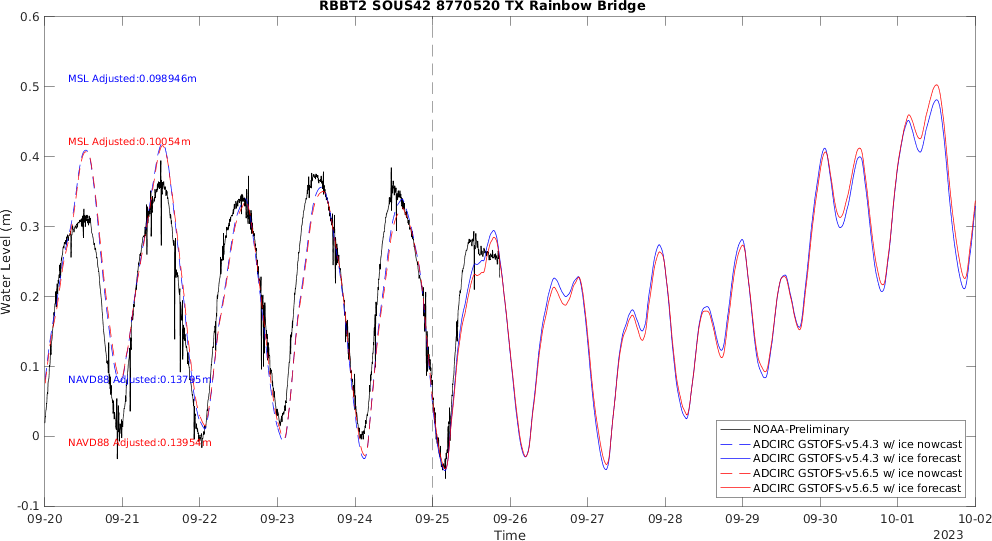 RBBT2 SOUS42 8770520 TX Rainbow Bridge
0.6
0.5
0.4
0.3
0.2
0.1
0
-0.1
Water Level (m)
MSL Adjusted:0.098946m
MSL Adjusted:0.10054m
NAVD88 Adjusted:0.13795m
NAVD88 Adjusted:0.13954m
NOAA-Preliminary
ADCIRC GSTOFS-v5.4.3 w/ ice nowcast
ADCIRC GSTOFS-v5.4.3 w/ ice forecast
ADCIRC GSTOFS-v5.6.5 w/ ice nowcast
ADCIRC GSTOFS-v5.6.5 w/ ice forecast
09-20 09-21 09-22 09-23 09-24 09-25 09-26 09-27 09-28 09-29 09-30 10-01 10-02
Time
2023